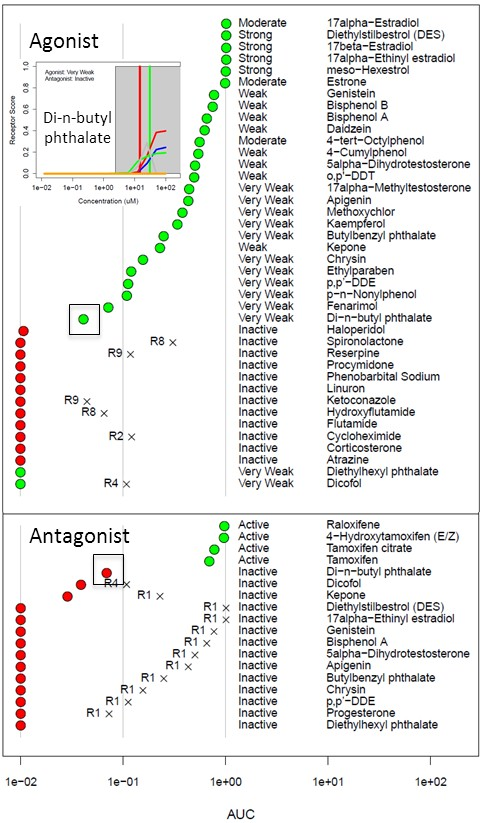 Agonist
Agonist: Very Weak
Antagonist: Inactive
Di-n-butyl
phthalate
Receptor Score
0.0 0.2 0.4 0.6 0.8 1.0
1e-02 1e-01 1e+00 1e+01 1e+02
Concentration (uM)
Moderate 17alpha-Estradiol
Strong Diethylstilbestrol (DES)
Strong 17beta-Estradiol
Strong 17alpha-Ethinyl estradiol
Strong meso-Hexestrol
Moderate Estrone
Weak Genistein
Weak Bisphenol B
Weak Bisphenol A
Weak Daidzein
Moderate 4-tert-Octylphenol
Weak 4-Cumylphenol
Weak 5alpha-Dihydrotestosterone
Weak o,p'-DDT
Very Weak 17alpha-Methyltestosterone
Very Weak Apigenin
Very Weak Methoxychlor
Very Weak Kaempferol
Very Weak Butylbenzyl phthalate
Weak Kepone
Very Weak Chrysin
Very Weak Ethylparaben
Very Weak p,p'-DDE
Very Weak p-n-Nonylphenol
Very Weak Fenarimol
Very Weak Di-n-butyl phthalate
Inactive Haloperidol
R8 × Inactive Spironolactone
R9 × Inactive Reserpine
Inactive Procymidone
Inactive Phenobarbital Sodium
Inactive Linuron
R9 × Inactive Ketoconazole
R8 × Inactive Hydroxyflutamide
Inactive Flutamide
R2 × Inactive Cycloheximide
Inactive Corticosterone
Inactive Atrazine
Very Weak Diethylhexyl phthalate
R4 × Very Weak Dicofol
Antagonist
Active Raloxifene
Active 4-Hydroxytamoxifen (E/Z)
Active Tamoxifen citrate
Active Tamoxifen
Inactive Di-n-butyl phthalate
R4 × Inactive Dicofol
R1 × Inactive Kepone
R1 × Inactive Diethylstilbestrol (DES)
R1 × Inactive 17alpha-Ethinyl estradiol
R1 × Inactive Genistein
R1 × Inactive Bisphenol A
R1 × Inactive 5alpha-Dihydrotestosterone
R1 × Inactive Apigenin
R1 × Inactive Butylbenzyl phthalate
R1 × Inactive Chrysin
R1 × Inactive p,p'-DDE
R1 × Inactive Progesterone
Inactive Diethylhexyl phthalate
1e-02 1e-01 1e+00 1e+01 1e+02
AUC